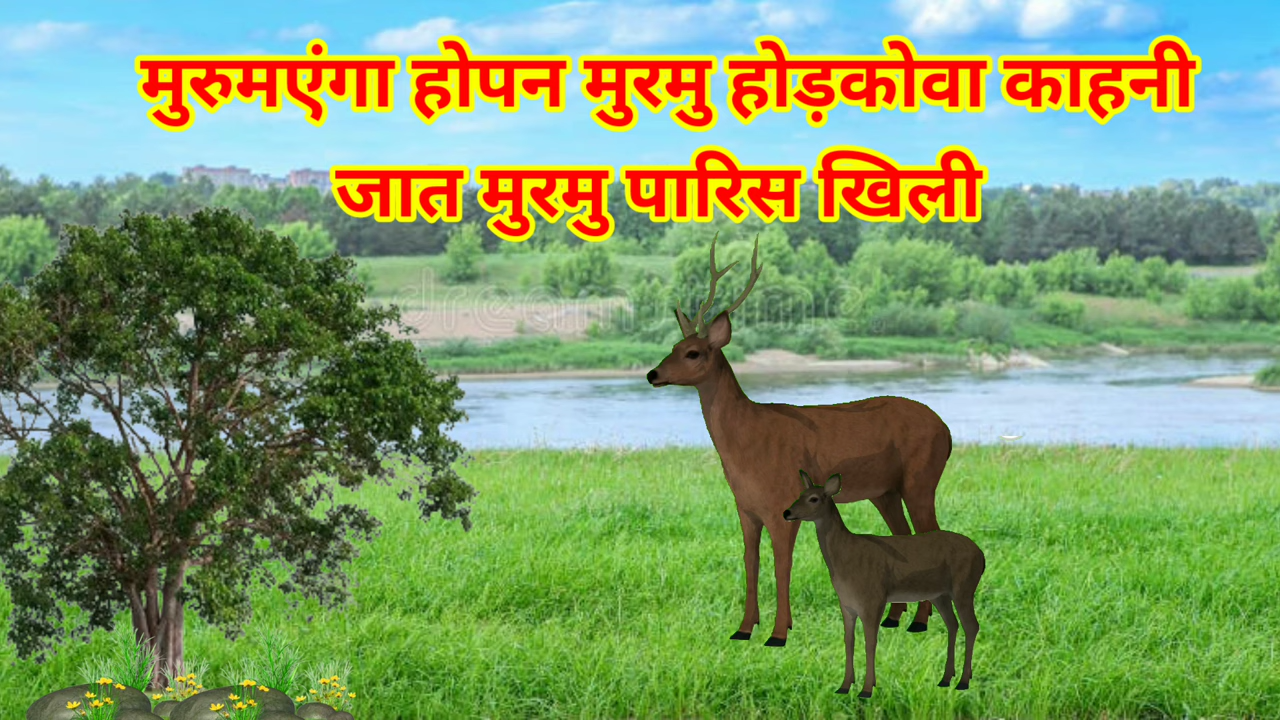 मुरुमएंगा होपन मुरमु होड़कोवा काहनी
जात मुरमु पारिस खिली